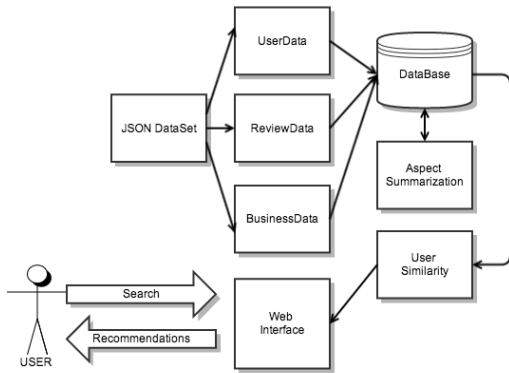 UserData
DataBase
JSON DataSet
ReviewData
Aspect
Summarization
BusinessData
User
Similarity
Search
Web
Interface
Recommendations
USER